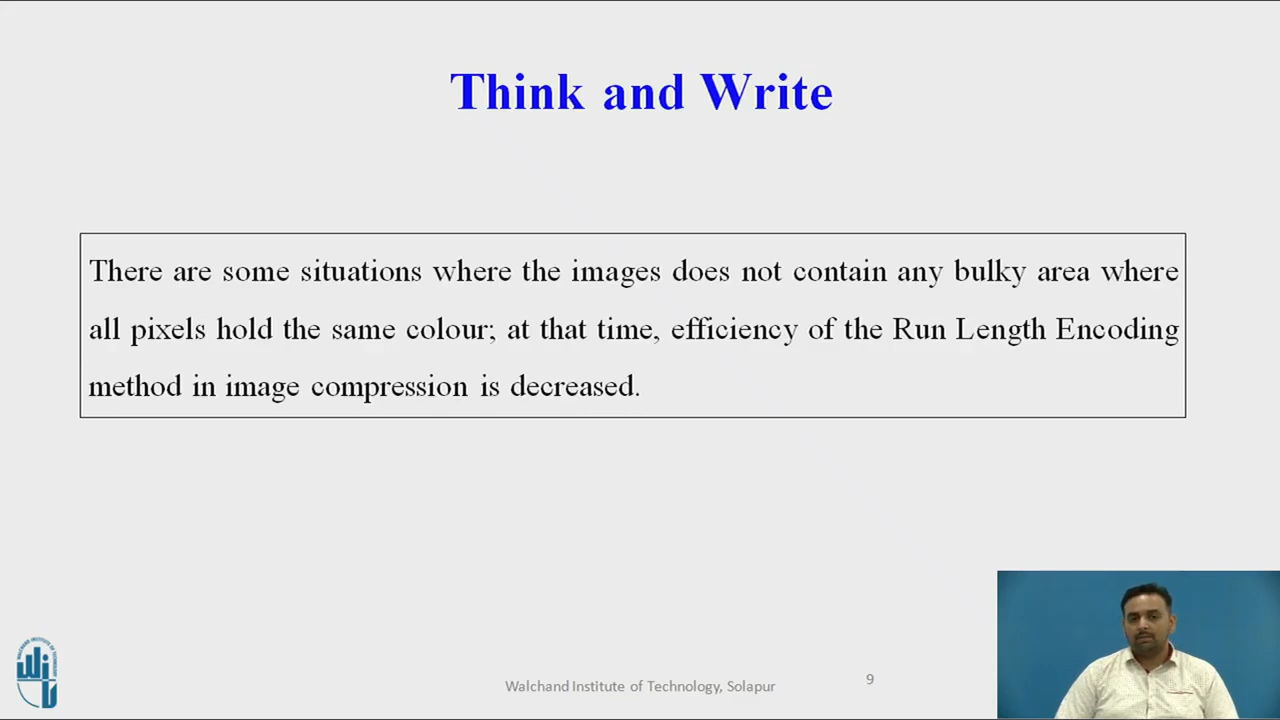 Think and Write
There are some situations where the images does not contain any bulky area where
all pixels hold the same colour; at that time, efficiency of the Run Length Encoding
method in image compression is decreased.
Walchand Institute of Technology, Solapur
9